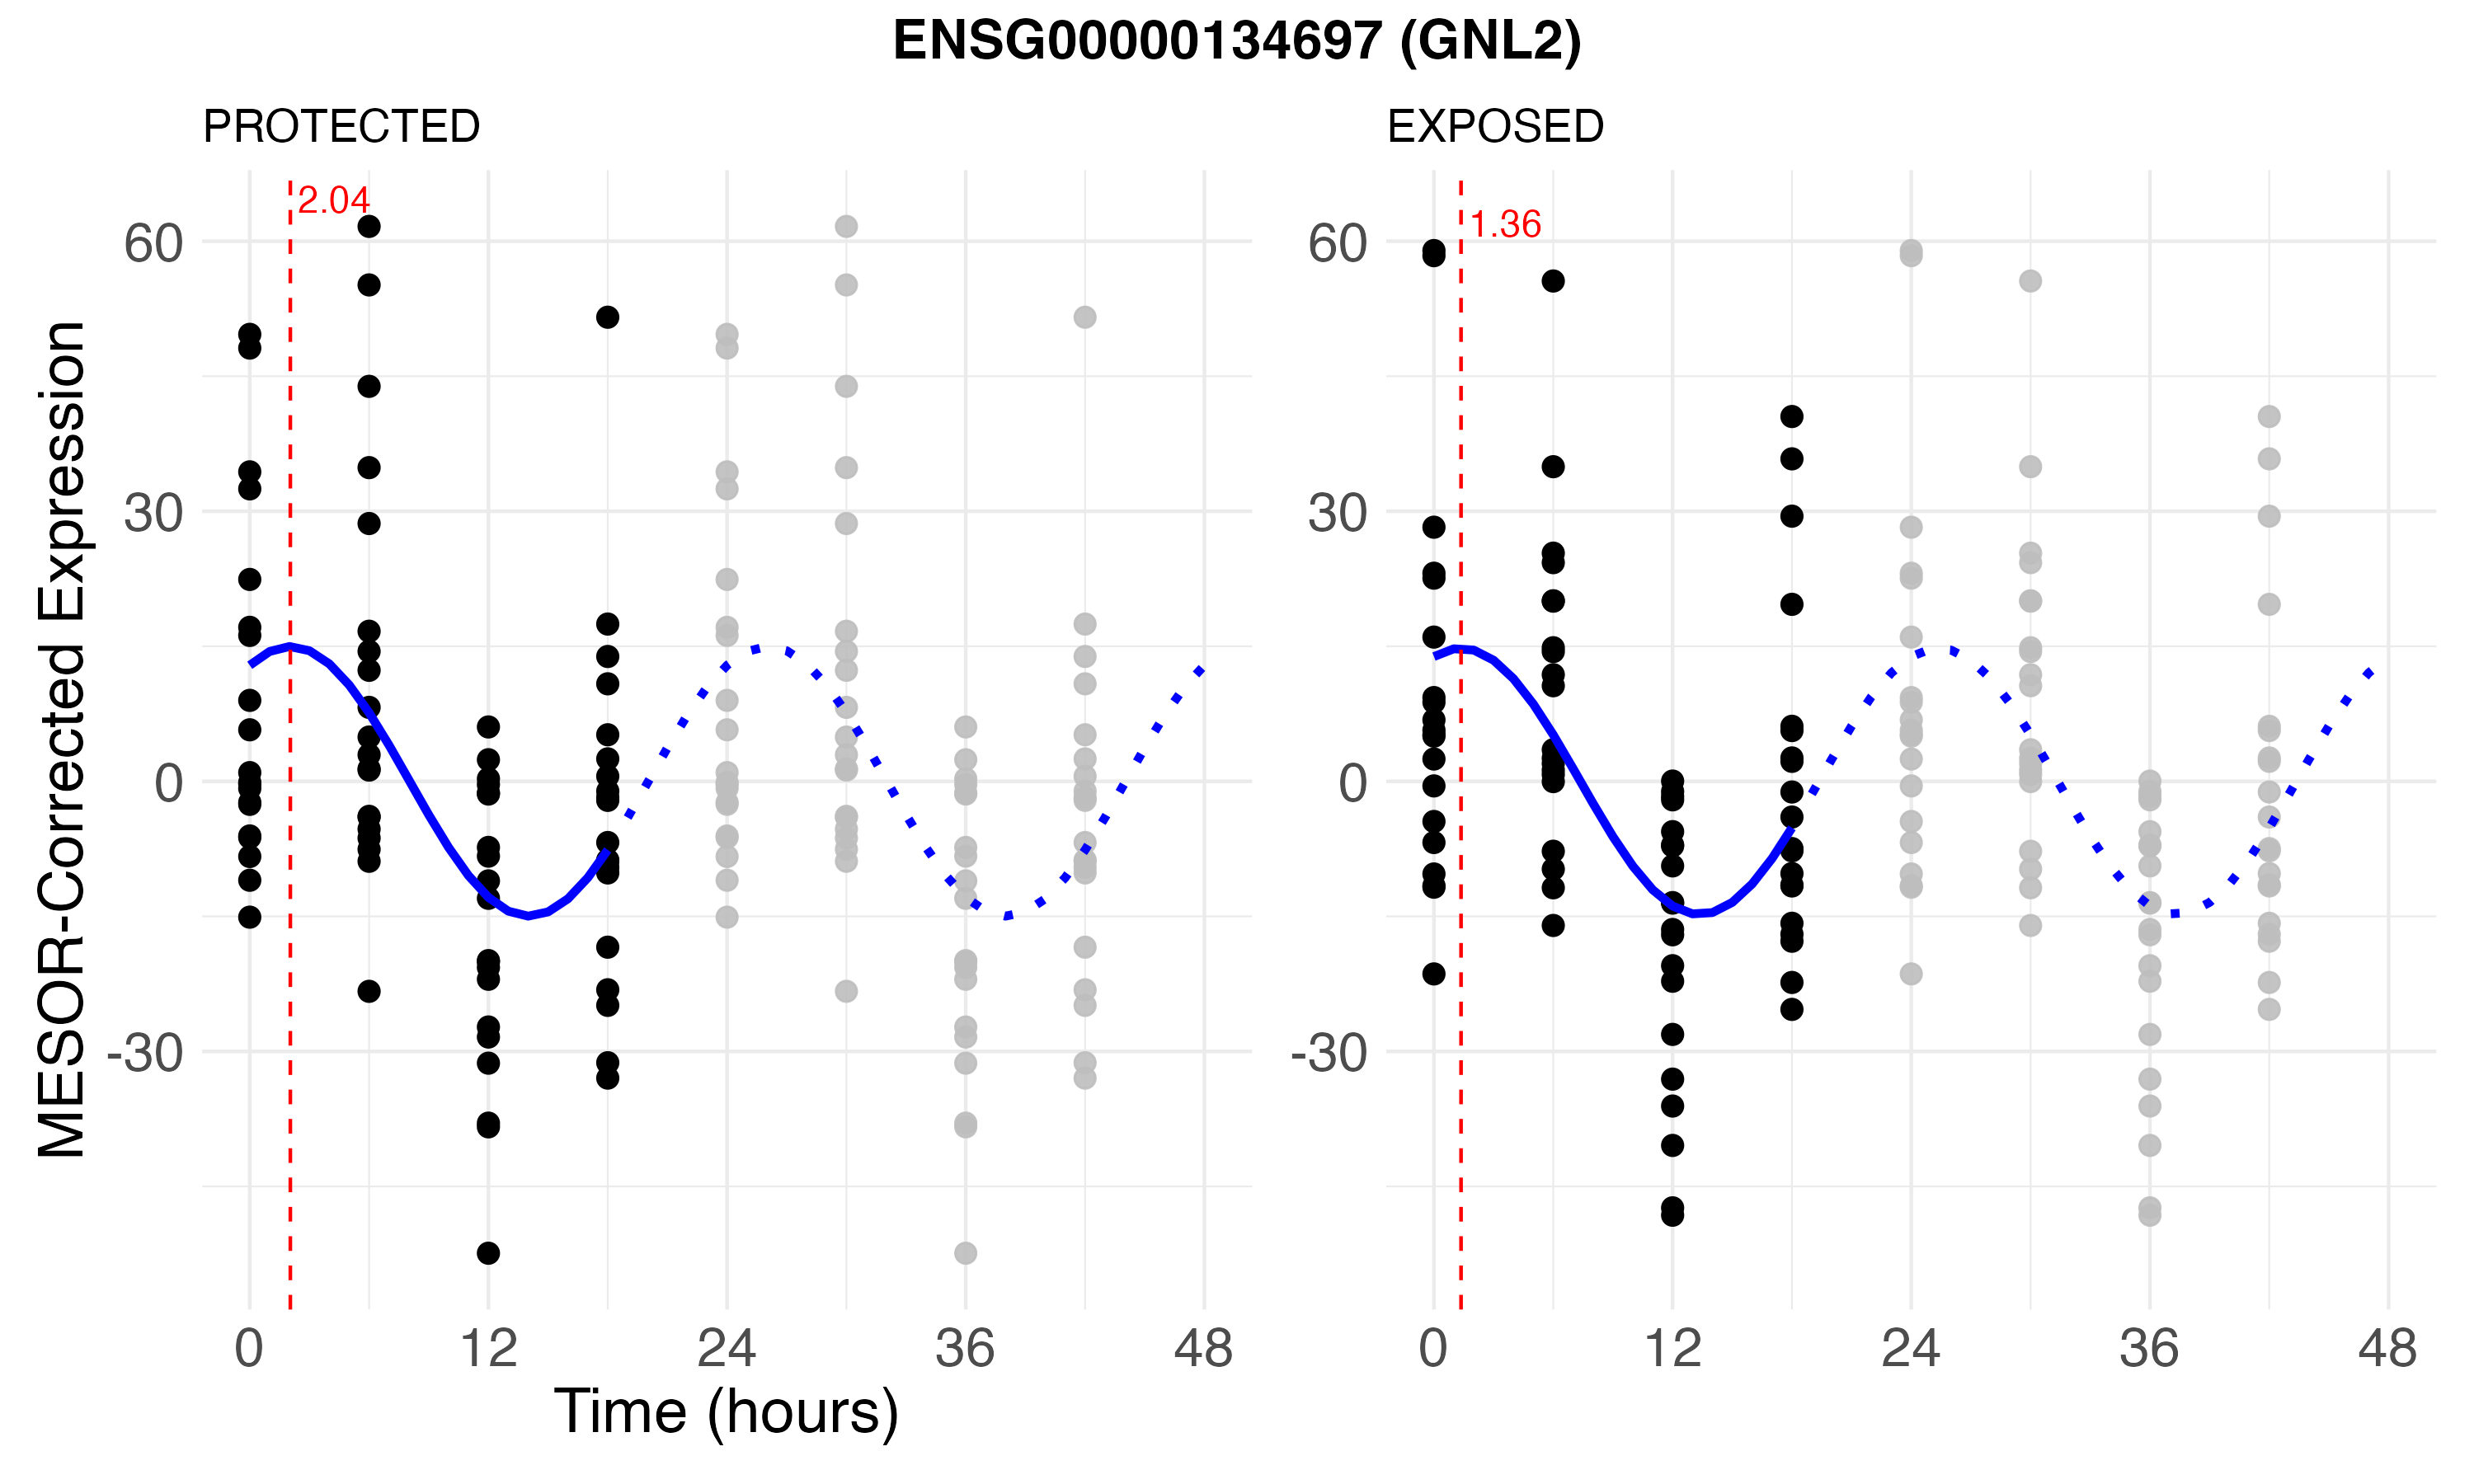 ENSG00000134697 (GNL2)
PROTECTED
EXPOSED
MESOR-Corrected Expression
2.04
60
30
0
-30
0 12 24 36 48
1.36
60
30
0
-30
0 12 24 36 48
Time (hours)